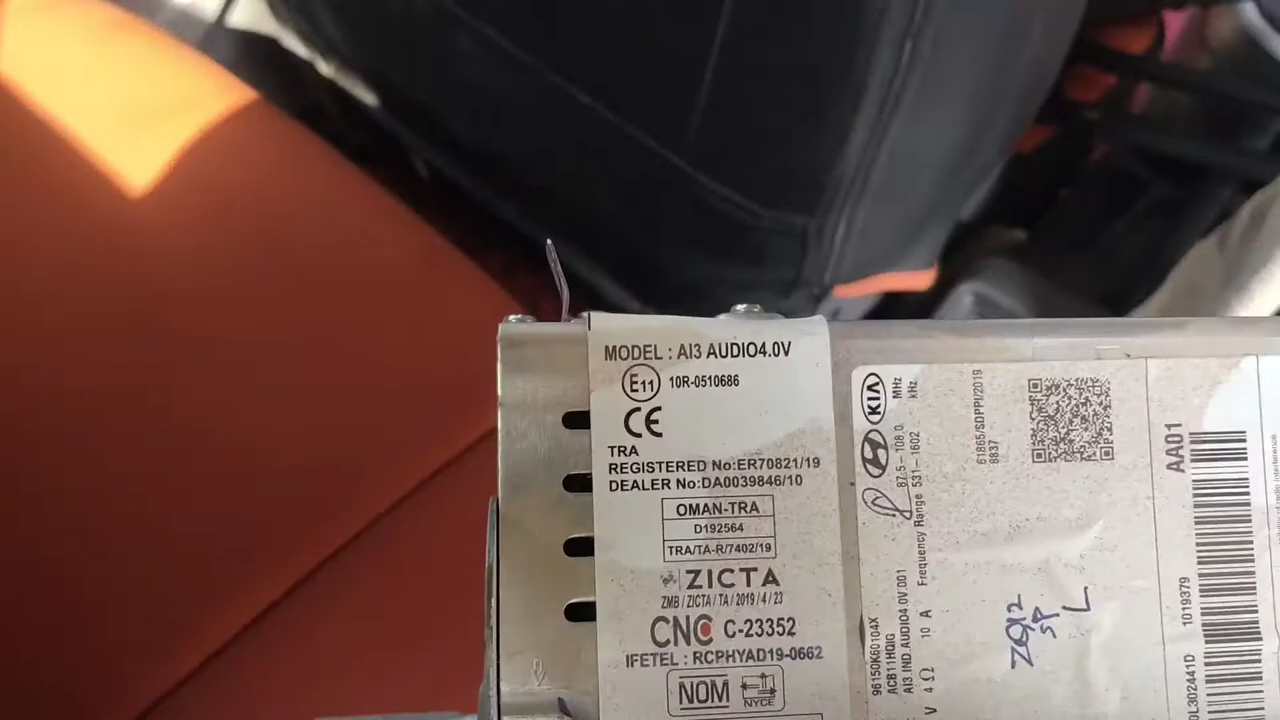 MODEL : AI3 AUDIO4.0V
E11 10R-0510686
CE
TRA
REGISTERED No:ER70821/19
DEALER No:DA0039846/10
OMAN-TRA
D192564
TRA/TA-R/7402/19
ZICTA
ZMB / ZICTA / TA / 2019 / 4 / 23
CNC C-23352
IFETEL : RCPHYAD19-0662
NOM NYCE
KIA
96150K60104X
ACB11HDIG
AI3.IND.AUDIO4.0V.001
V 4 Ω 10 A Frequency Range 87.5 – 108.0 MHz
531 – 1602 kHz
61865/SDPPI/2019
8837
L
AA01
L302441D 1019379